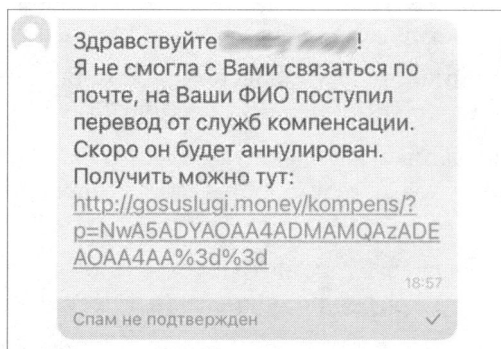 Здравствуйте !
Я не смогла с Вами связаться по
почте, на Ваши ФИО поступил
перевод от служб компенсации.
Скоро он будет аннулирован.
Получить можно тут:
http://gosuslugi.money/kompens/?
p=NwA5ADYAOAA4ADMAMQAzADE
AOAA4AA%3d%3d
18:57
Спам не подтвержден